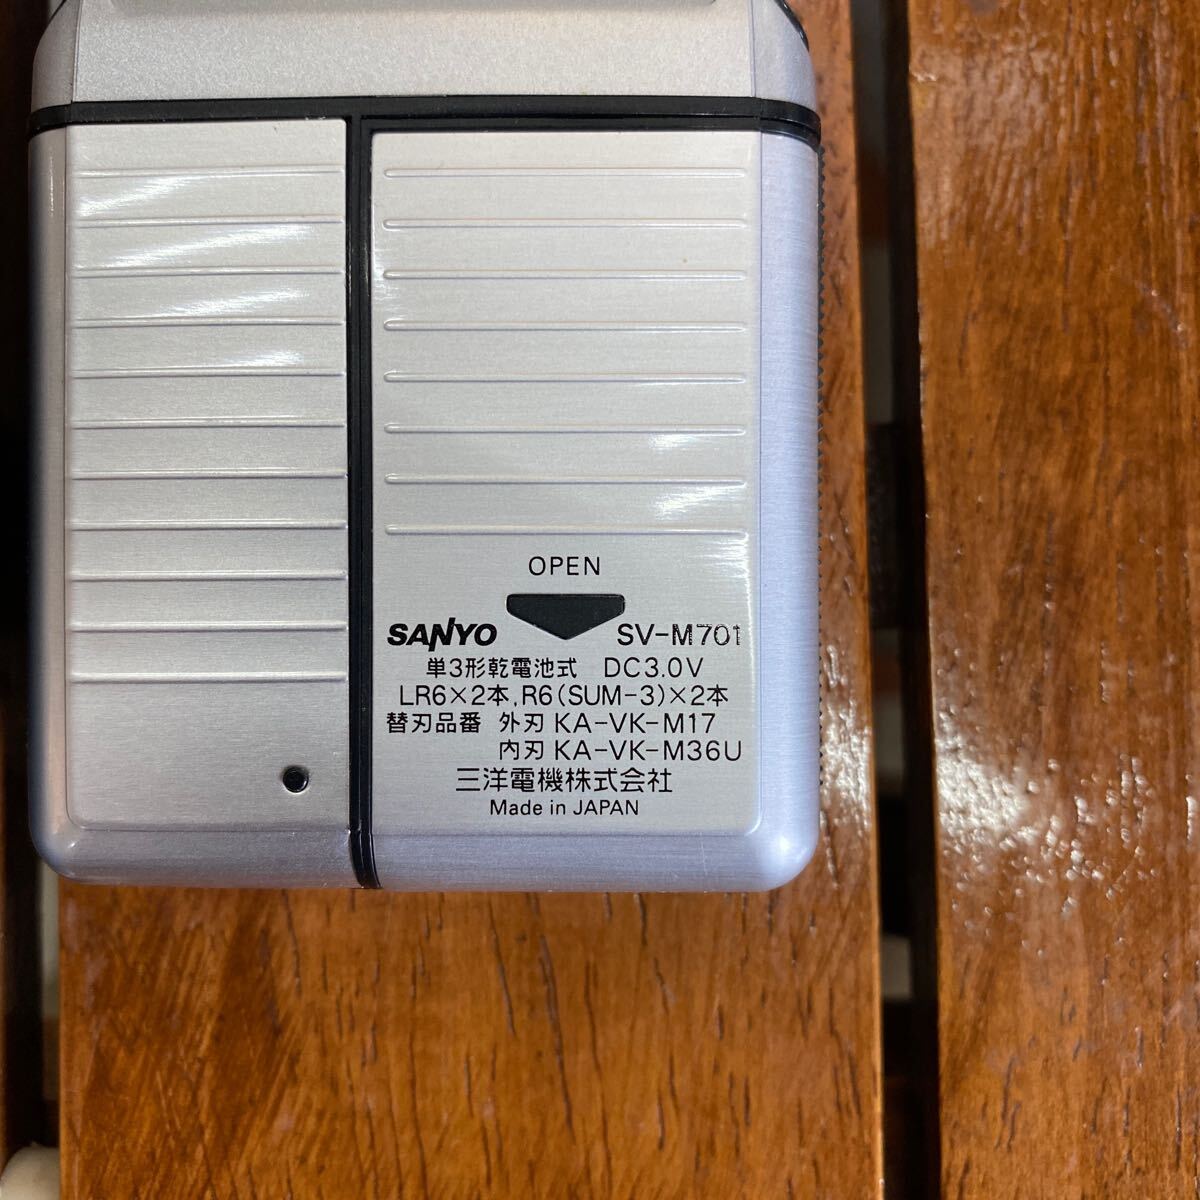 OPEN
SANYO SV-M701
単3形乾電池式 DC3.0V
LR6×2本,R6(SUM-3)×2本
替刃品番 外刃 KA-VK-M17
内刃 KA-VK-M36U
三洋電機株式会社
Made in JAPAN